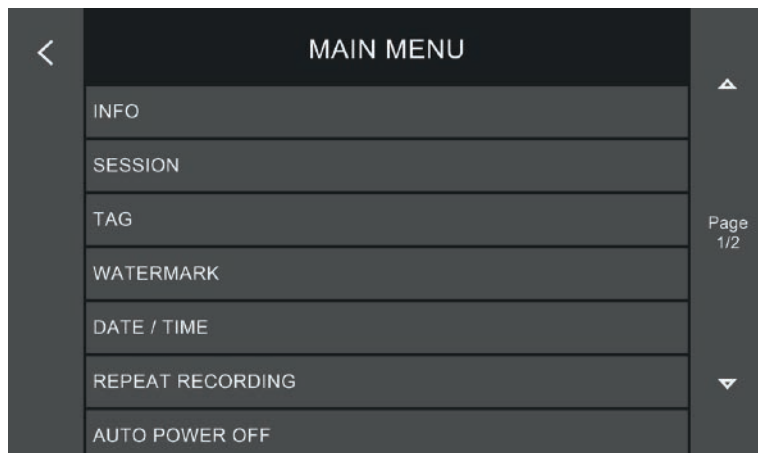 MAIN MENU
INFO
SESSION
TAG
WATERMARK
DATE / TIME
REPEAT RECORDING
AUTO POWER OFF
Page
1/2